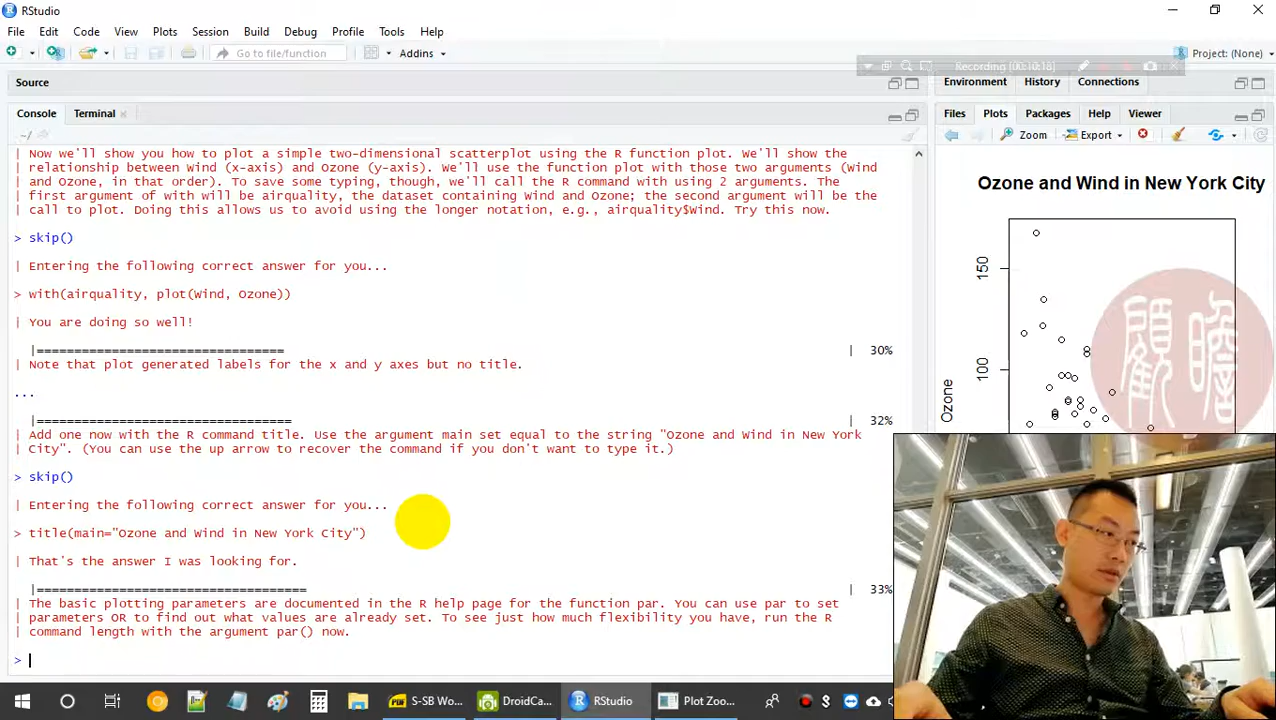 RStudio
File Edit Code View Plots Session Build Debug Profile Tools Help
Go to file/function Addins Project: (None)
Recording [00:10:18]
Source
Environment History Connections
Console Terminal
Files Plots Packages Help Viewer
~/
Zoom Export
| Now we'll show you how to plot a simple two-dimensional scatterplot using the R function plot. We'll show the
| relationship between Wind (x-axis) and Ozone (y-axis). We'll use the function plot with those two arguments (Wind
| and Ozone, in that order). To save some typing, though, we'll call the R command with using 2 arguments. The
| first argument of with will be airquality, the dataset containing Wind and Ozone; the second argument will be the
| call to plot. Doing this allows us to avoid using the longer notation, e.g., airquality$Wind. Try this now.
> skip()
| Entering the following correct answer for you...
> with(airquality, plot(Wind, Ozone))
| You are doing so well!
|================================= | 30%
| Note that plot generated labels for the x and y axes but no title.
...
|================================== | 32%
| Add one now with the R command title. Use the argument main set equal to the string "Ozone and Wind in New York
| City". (You can use the up arrow to recover the command if you don't want to type it.)
> skip()
| Entering the following correct answer for you...
> title(main="Ozone and Wind in New York City")
| That's the answer I was looking for.
|==================================== | 33%
| The basic plotting parameters are documented in the R help page for the function par. You can use par to set
| parameters OR to find out what values are already set. To see just how much flexibility you have, run the R
| command length with the argument par() now.
>
Ozone and Wind in New York City
150
100
Ozone
顧瞻
S-SB Wo...
DroidCa...
RStudio
Plot Zoo...